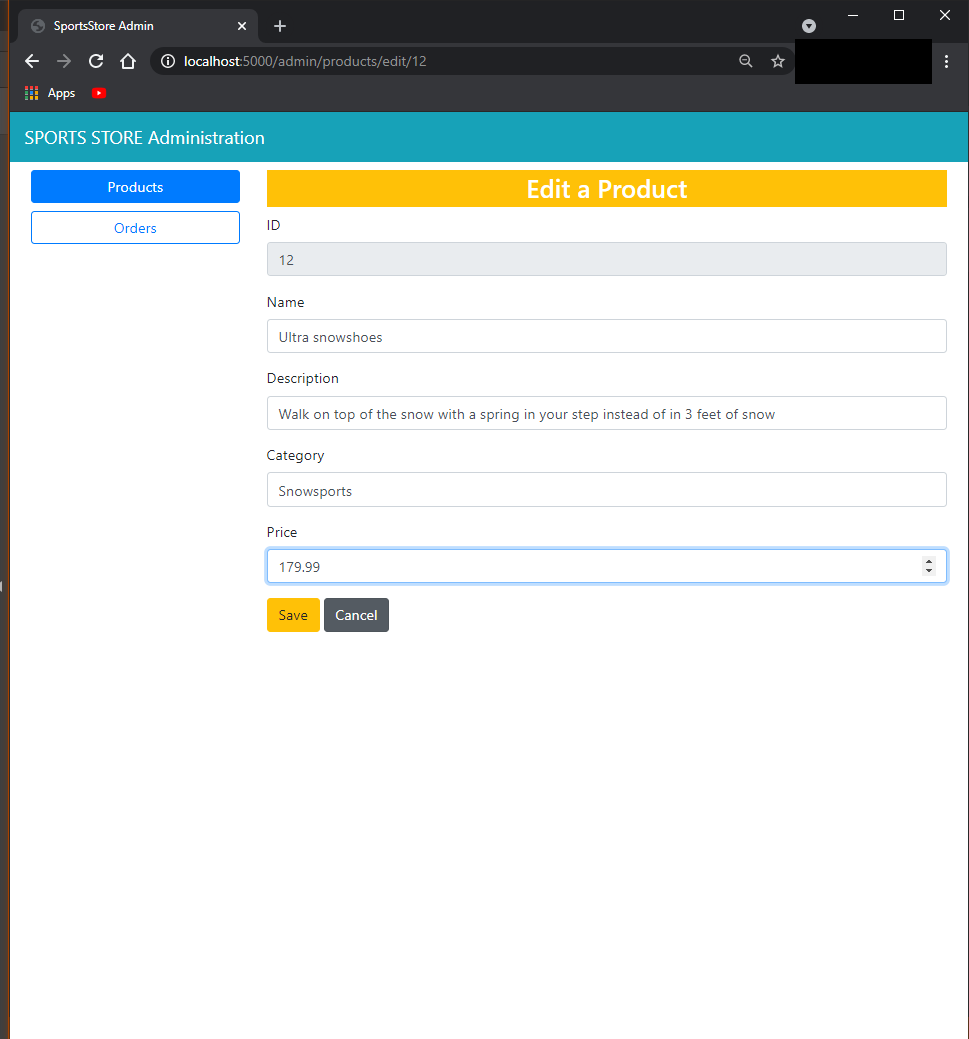 SportsStore Admin
localhost:5000/admin/products/edit/12
Apps
SPORTS STORE Administration
Products
Orders
Edit a Product
ID
12
Name
Ultra snowshoes
Description
Walk on top of the snow with a spring in your step instead of in 3 feet of snow
Category
Snowsports
Price
179.99
Save Cancel